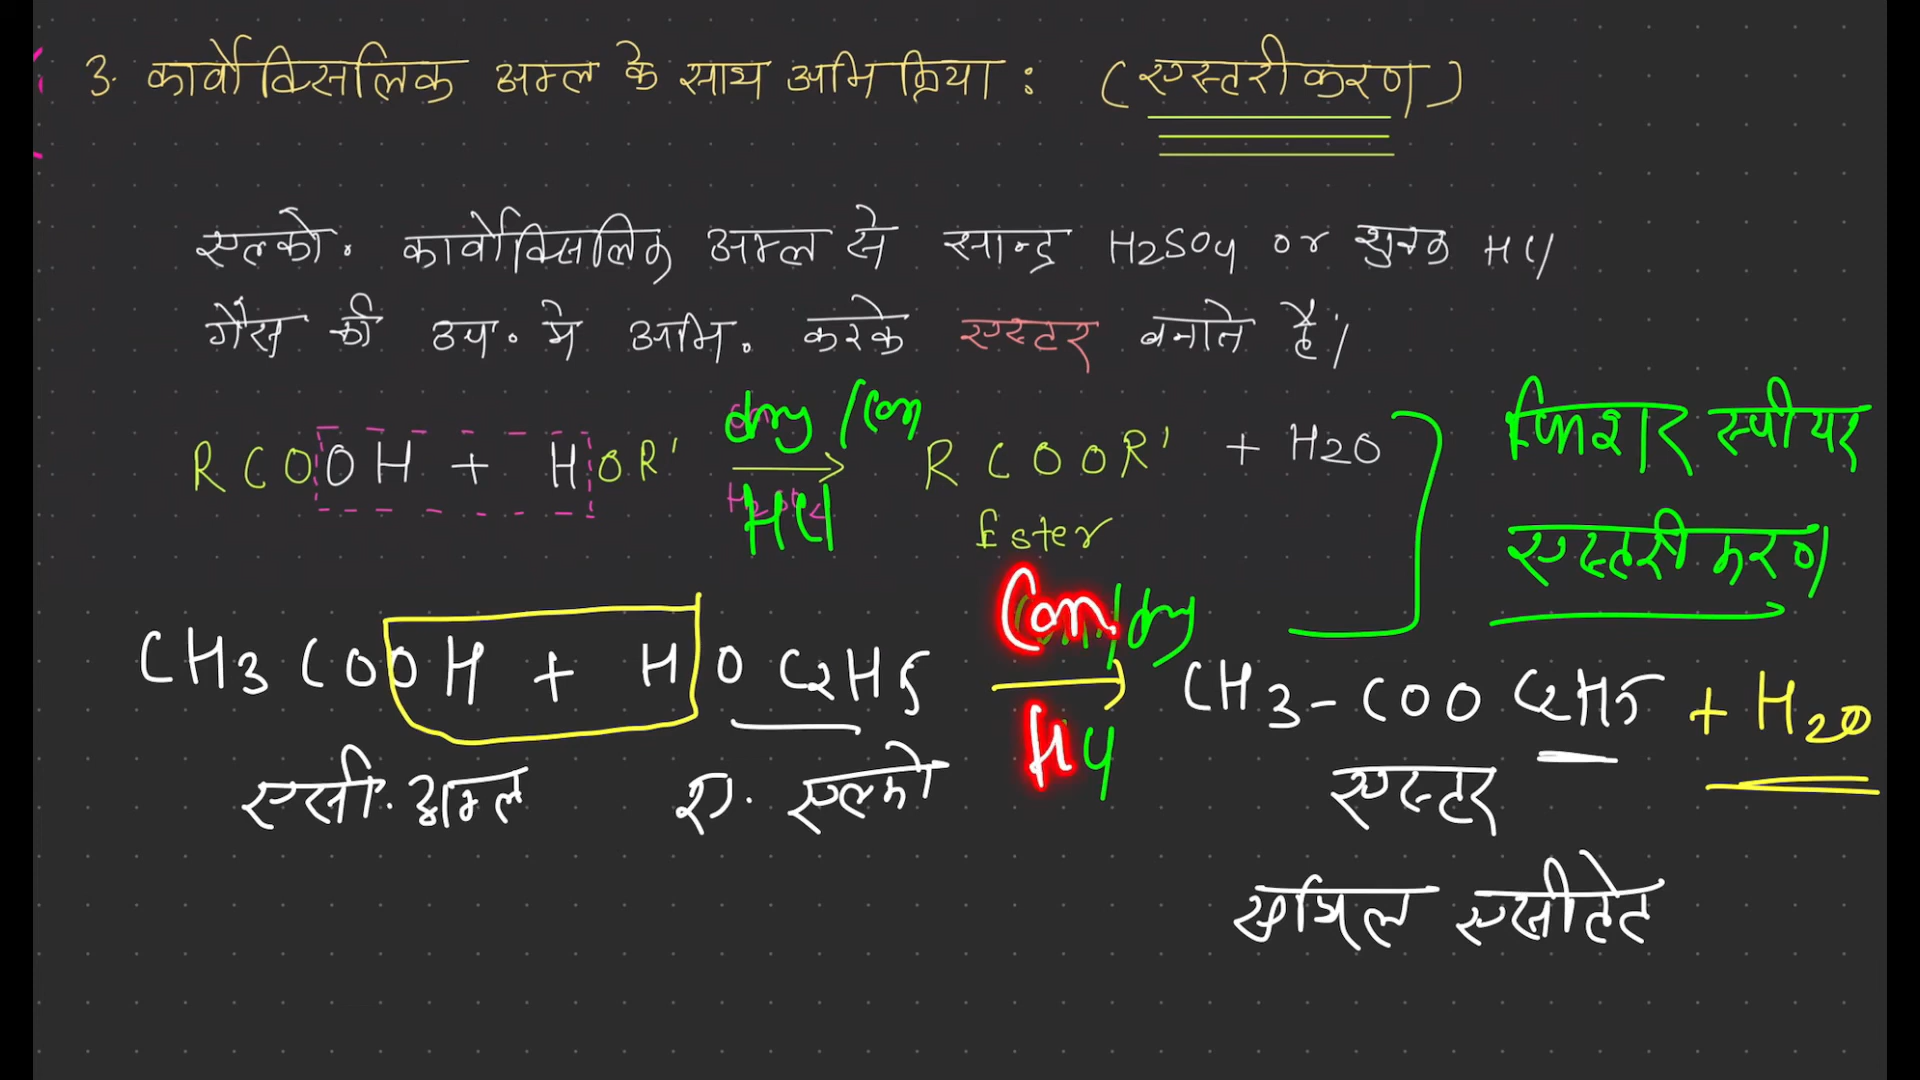 3. कार्बोक्सिलिक अम्ल के साथ अभिक्रिया : (एस्टरीकरण)
एल्को. कार्बोक्सिलिक अम्ल से सान्द्र H2SO4 or शुष्क HCl
गैस की उप. मे अभि. करके एस्टर बनाते है।
RCOOH + HOR' dry/Con HCl → RCOOR' + H2O
Ester
फिशर स्पीयर
एस्टरीकरण
CH3COOH + HOC2H5 Con/dry HCl → CH3-COOC2H5 + H2O
एसी. अम्ल ए. एल्को एस्टर
एथिल एसीटेट